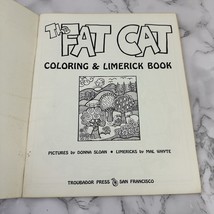 The FAT CAT
COLORING & LIMERICK BOOK
PICTURES by DONNA SLOAN • LIMERICKS by MAL WHYTE
TROUBADOR PRESS SAN FRANCISCO